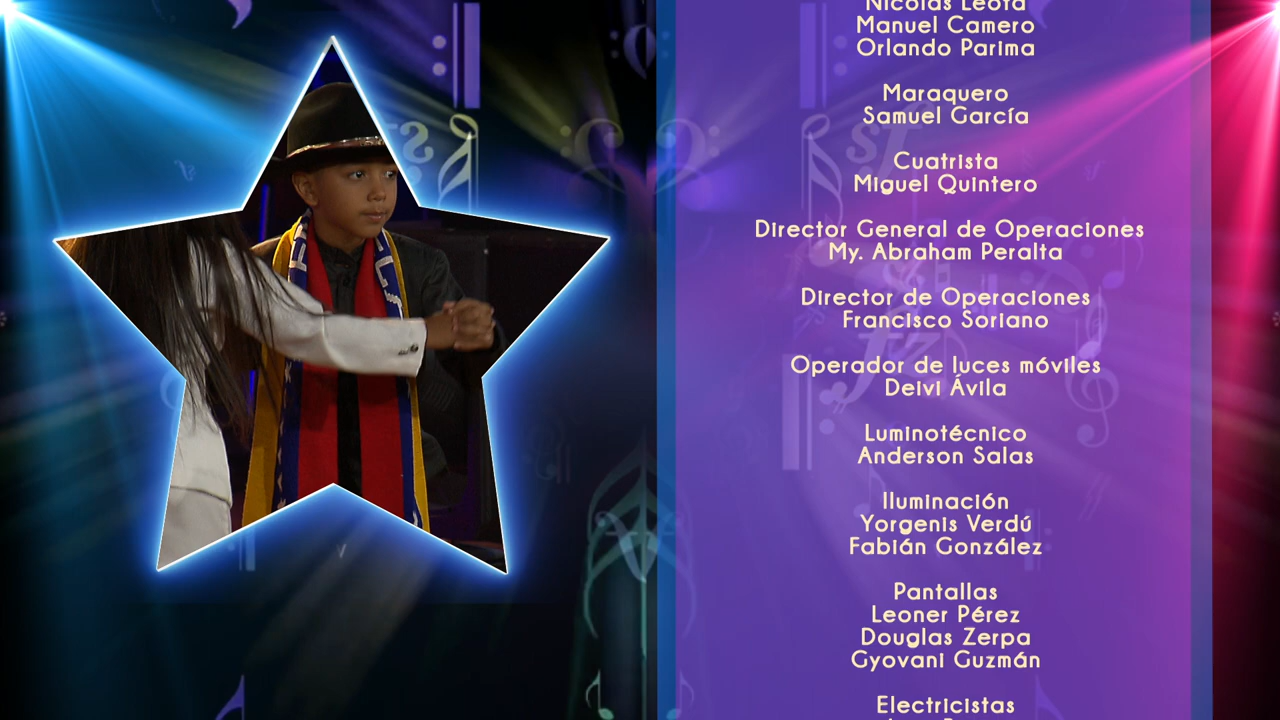 Nicolás Leota
Manuel Camero
Orlando Parima
Maraquero
Samuel García
Cuatrista
Miguel Quintero
Director General de Operaciones
My. Abraham Peralta
Director de Operaciones
Francisco Soriano
Operador de luces móviles
Deivi Ávila
Luminotécnico
Anderson Salas
Iluminación
Yorgenis Verdú
Fabián González
Pantallas
Leoner Pérez
Douglas Zerpa
Gyovani Guzmán
Electricistas